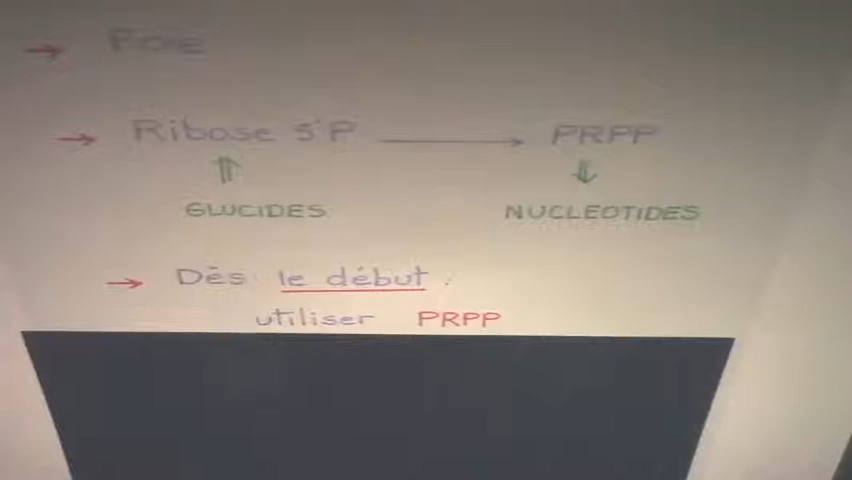 → FOIE
→ Ribose 5'P → PRPP
⇑ ⇓
GLUCIDES NUCLEOTIDES
→ Dès le début :
utiliser PRPP